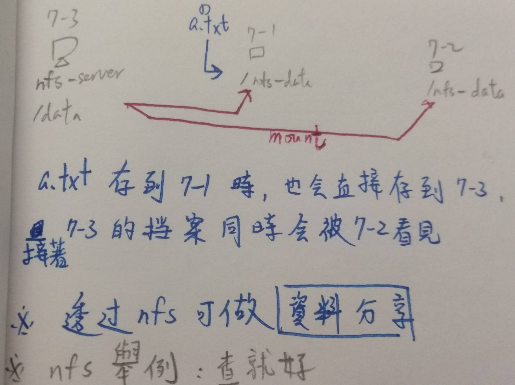 7-3
a.txt
7-1
7-2
nfs-server
/nfs-data
/nfs-data
/data
mount
a.txt 存到 7-1 時，也会直接存到 7-3，
接著 7-3 的档案同時会被7-2看見
※ 透过 nfs 可做 資料分享
※ nfs 舉例：查就好